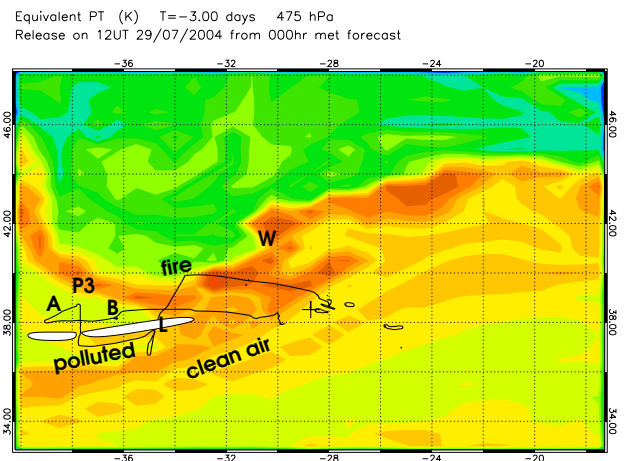 Equivalent PT (K) T=−3.00 days 475 hPa
Release on 12UT 29/07/2004 from 000hr met forecast
−36 −32 −28 −24 −20
46.00 46.00
42.00 42.00
W
fire
P3
A B
L
38.00 38.00
polluted clean air
34.00 34.00
−36 −32 −28 −24 −20